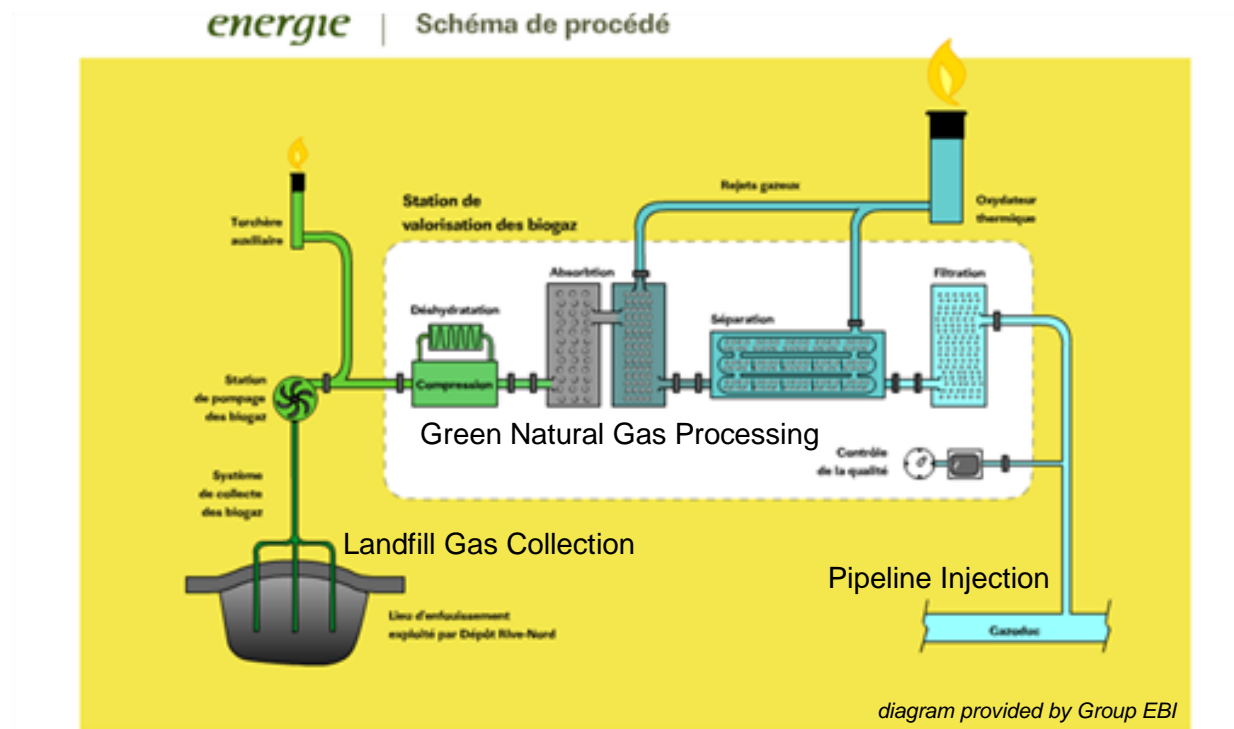 énergie | Schéma de procédé
Rejets gazeux
Station de
valorisation des biogaz
Oxydateur
thermique
Torchère
auxiliaire
Absorbtion
Filtration
Déshydratation
Séparation
Compression
Station
de pompage
des biogaz
Green Natural Gas Processing
Contrôle
de la qualité
Système
de collecte
des biogaz
Landfill Gas Collection
Pipeline Injection
Lieu d'enfouissement
exploité par Dépôt Rive-Nord
Gazoduc
diagram provided by Group EBI